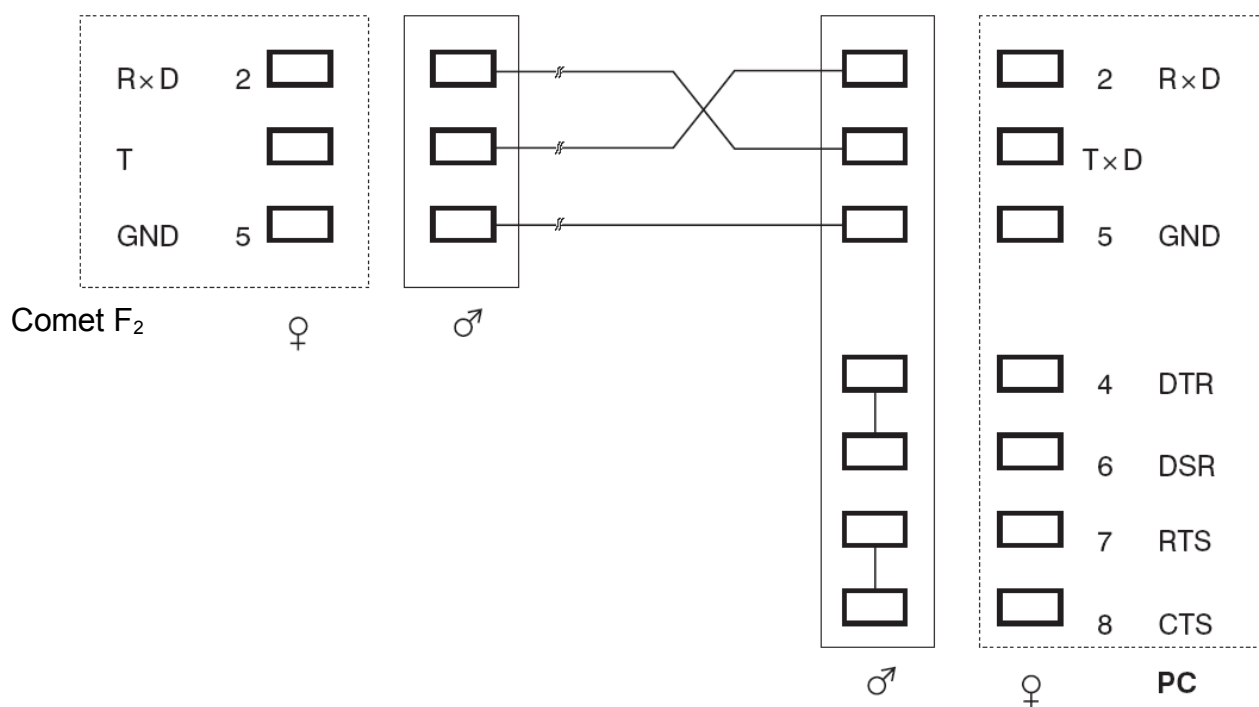 R×D 2 2 R×D
T T×D
GND 5 5 GND
Comet F₂ ♀ ♂
4 DTR
6 DSR
7 RTS
8 CTS
♂ ♀ PC